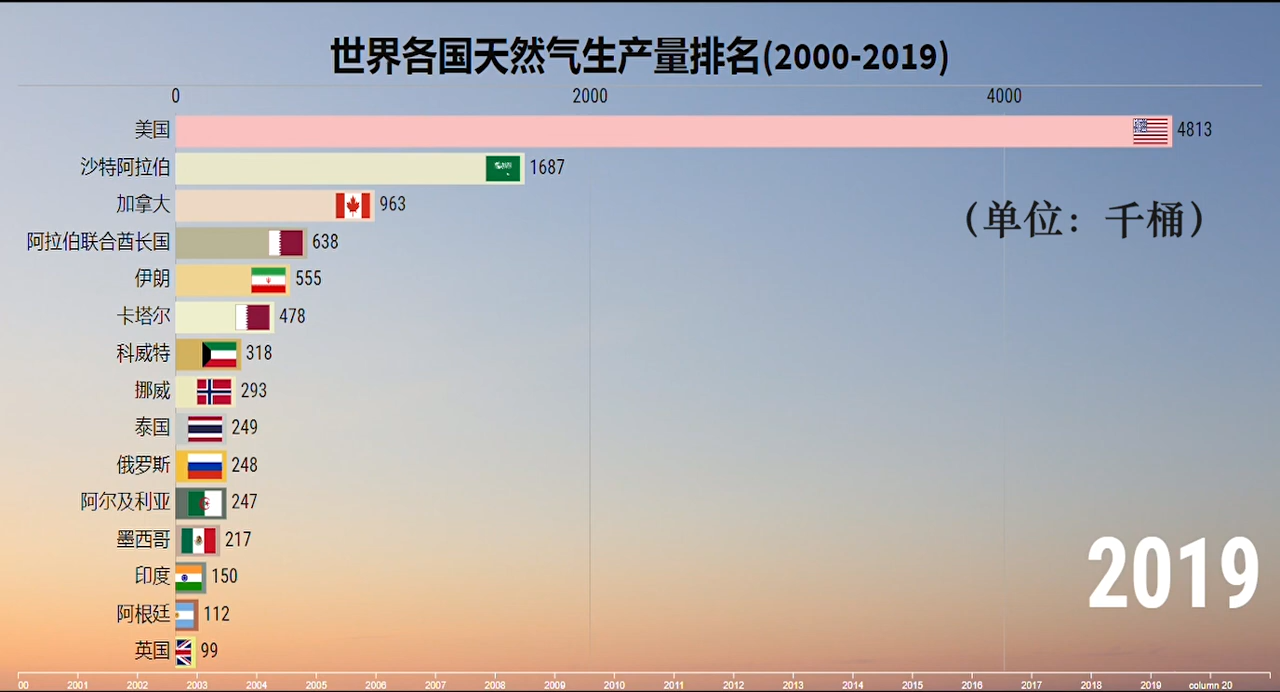 世界各国天然气生产量排名(2000-2019)
0 2000 4000
美国 4813
沙特阿拉伯 1687
加拿大 963
(单位：千桶)
阿拉伯联合酋长国 638
伊朗 555
卡塔尔 478
科威特 318
挪威 293
泰国 249
俄罗斯 248
阿尔及利亚 247
墨西哥 217
印度 150
2019
阿根廷 112
英国 99
00 2001 2002 2003 2004 2005 2006 2007 2008 2009 2010 2011 2012 2013 2014 2015 2016 2017 2018 2019 column 20